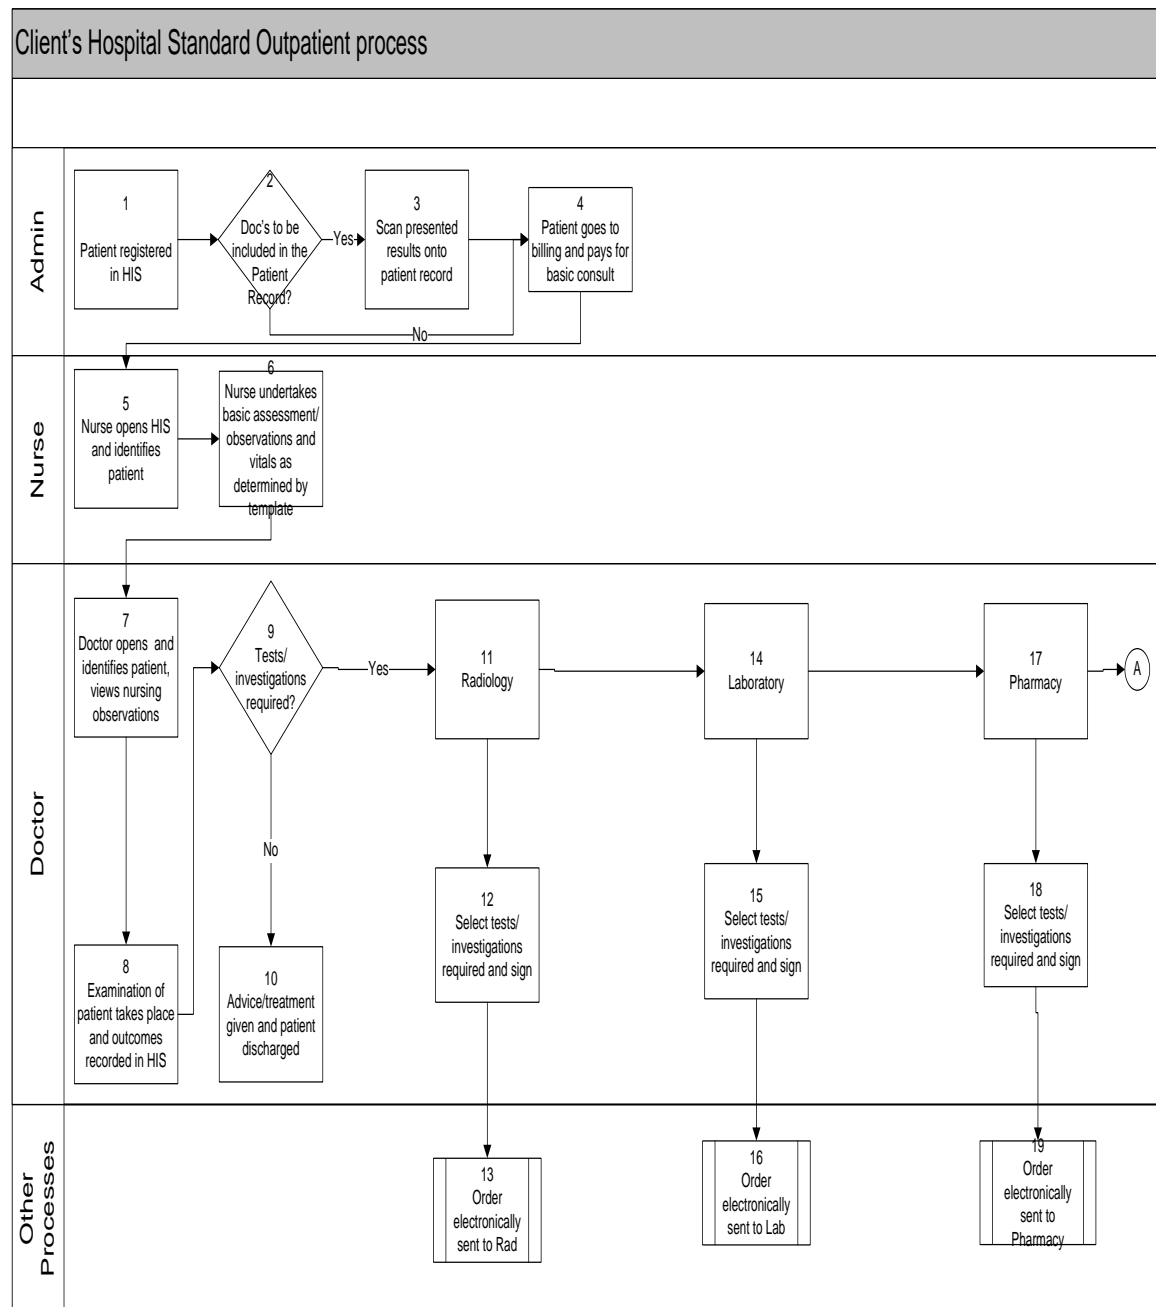 Client's Hospital Standard Outpatient process
Admin
1
Patient registered
in HIS
2
Doc's to be
included in the
Patient
Record?
Yes
No
3
Scan presented
results onto
patient record
4
Patient goes to
billing and pays for
basic consult
Nurse
5
Nurse opens HIS
and identifies
patient
6
Nurse undertakes
basic assessment/
observations and
vitals as
determined by
template
Doctor
7
Doctor opens and
identifies patient,
views nursing
observations
8
Examination of
patient takes place
and outcomes
recorded in HIS
9
Tests/
investigations
required?
Yes
No
10
Advice/treatment
given and patient
discharged
11
Radiology
12
Select tests/
investigations
required and sign
14
Laboratory
15
Select tests/
investigations
required and sign
17
Pharmacy
18
Select tests/
investigations
required and sign
A
Other
Processes
13
Order
electronically
sent to Rad
16
Order
electronically
sent to Lab
19
Order
electronically
sent to
Pharmacy